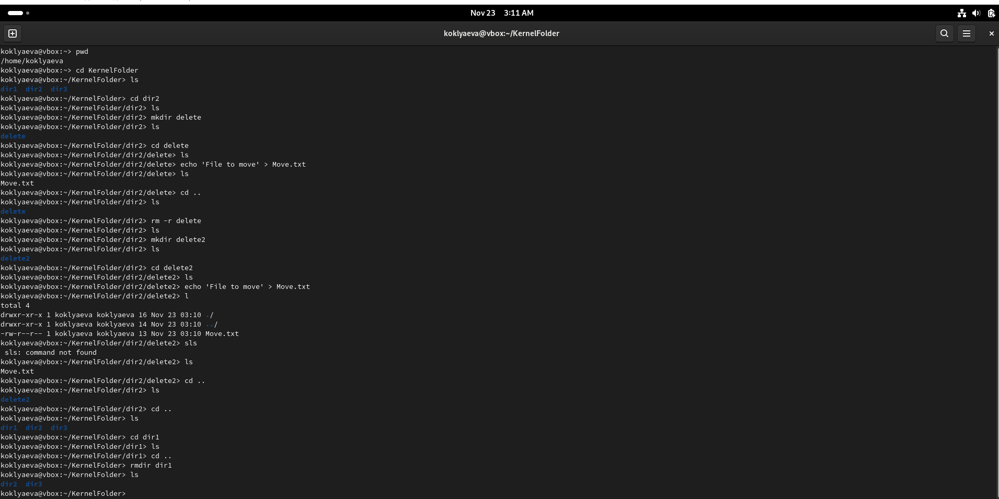 Nov 23 3:11 AM
koklyaeva@vbox:~/KernelFolder
koklyaeva@vbox:~> pwd
/home/koklyaeva
koklyaeva@vbox:~> cd KernelFolder
koklyaeva@vbox:~/KernelFolder> ls
dir1 dir2 dir3
koklyaeva@vbox:~/KernelFolder> cd dir2
koklyaeva@vbox:~/KernelFolder/dir2> ls
koklyaeva@vbox:~/KernelFolder/dir2> mkdir delete
koklyaeva@vbox:~/KernelFolder/dir2> ls
delete
koklyaeva@vbox:~/KernelFolder/dir2> cd delete
koklyaeva@vbox:~/KernelFolder/dir2/delete> ls
koklyaeva@vbox:~/KernelFolder/dir2/delete> echo 'File to move' > Move.txt
koklyaeva@vbox:~/KernelFolder/dir2/delete> ls
Move.txt
koklyaeva@vbox:~/KernelFolder/dir2/delete> cd ..
koklyaeva@vbox:~/KernelFolder/dir2> ls
delete
koklyaeva@vbox:~/KernelFolder/dir2> rm -r delete
koklyaeva@vbox:~/KernelFolder/dir2> ls
koklyaeva@vbox:~/KernelFolder/dir2> mkdir delete2
koklyaeva@vbox:~/KernelFolder/dir2> ls
delete2
koklyaeva@vbox:~/KernelFolder/dir2> cd delete2
koklyaeva@vbox:~/KernelFolder/dir2/delete2> ls
koklyaeva@vbox:~/KernelFolder/dir2/delete2> echo 'File to move' > Move.txt
koklyaeva@vbox:~/KernelFolder/dir2/delete2> l
total 4
drwxr-xr-x 1 koklyaeva koklyaeva 16 Nov 23 03:10 ./
drwxr-xr-x 1 koklyaeva koklyaeva 14 Nov 23 03:10 ../
-rw-r--r-- 1 koklyaeva koklyaeva 13 Nov 23 03:10 Move.txt
koklyaeva@vbox:~/KernelFolder/dir2/delete2> sls
sls: command not found
koklyaeva@vbox:~/KernelFolder/dir2/delete2> ls
Move.txt
koklyaeva@vbox:~/KernelFolder/dir2/delete2> cd ..
koklyaeva@vbox:~/KernelFolder/dir2> ls
delete2
koklyaeva@vbox:~/KernelFolder/dir2> cd ..
koklyaeva@vbox:~/KernelFolder> ls
dir1 dir2 dir3
koklyaeva@vbox:~/KernelFolder> cd dir1
koklyaeva@vbox:~/KernelFolder/dir1> ls
koklyaeva@vbox:~/KernelFolder/dir1> cd ..
koklyaeva@vbox:~/KernelFolder> rmdir dir1
koklyaeva@vbox:~/KernelFolder> ls
dir2 dir3
koklyaeva@vbox:~/KernelFolder>